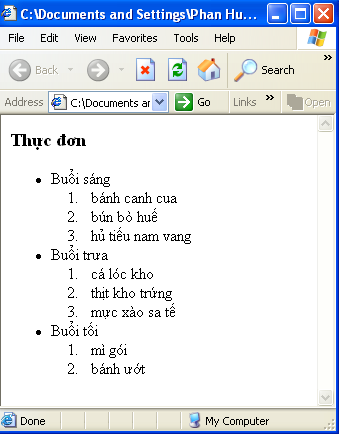 C:\Documents and Settings\Phan Hu...
File Edit View Favorites Tools Help
Back Search
Address C:\Documents ar Go Links Open
Thực đơn
Buổi sáng
1. bánh canh cua
2. bún bò huế
3. hủ tiếu nam vang
Buổi trưa
1. cá lóc kho
2. thịt kho trứng
3. mực xào sa tế
Buổi tối
1. mì gói
2. bánh ướt
Done My Computer